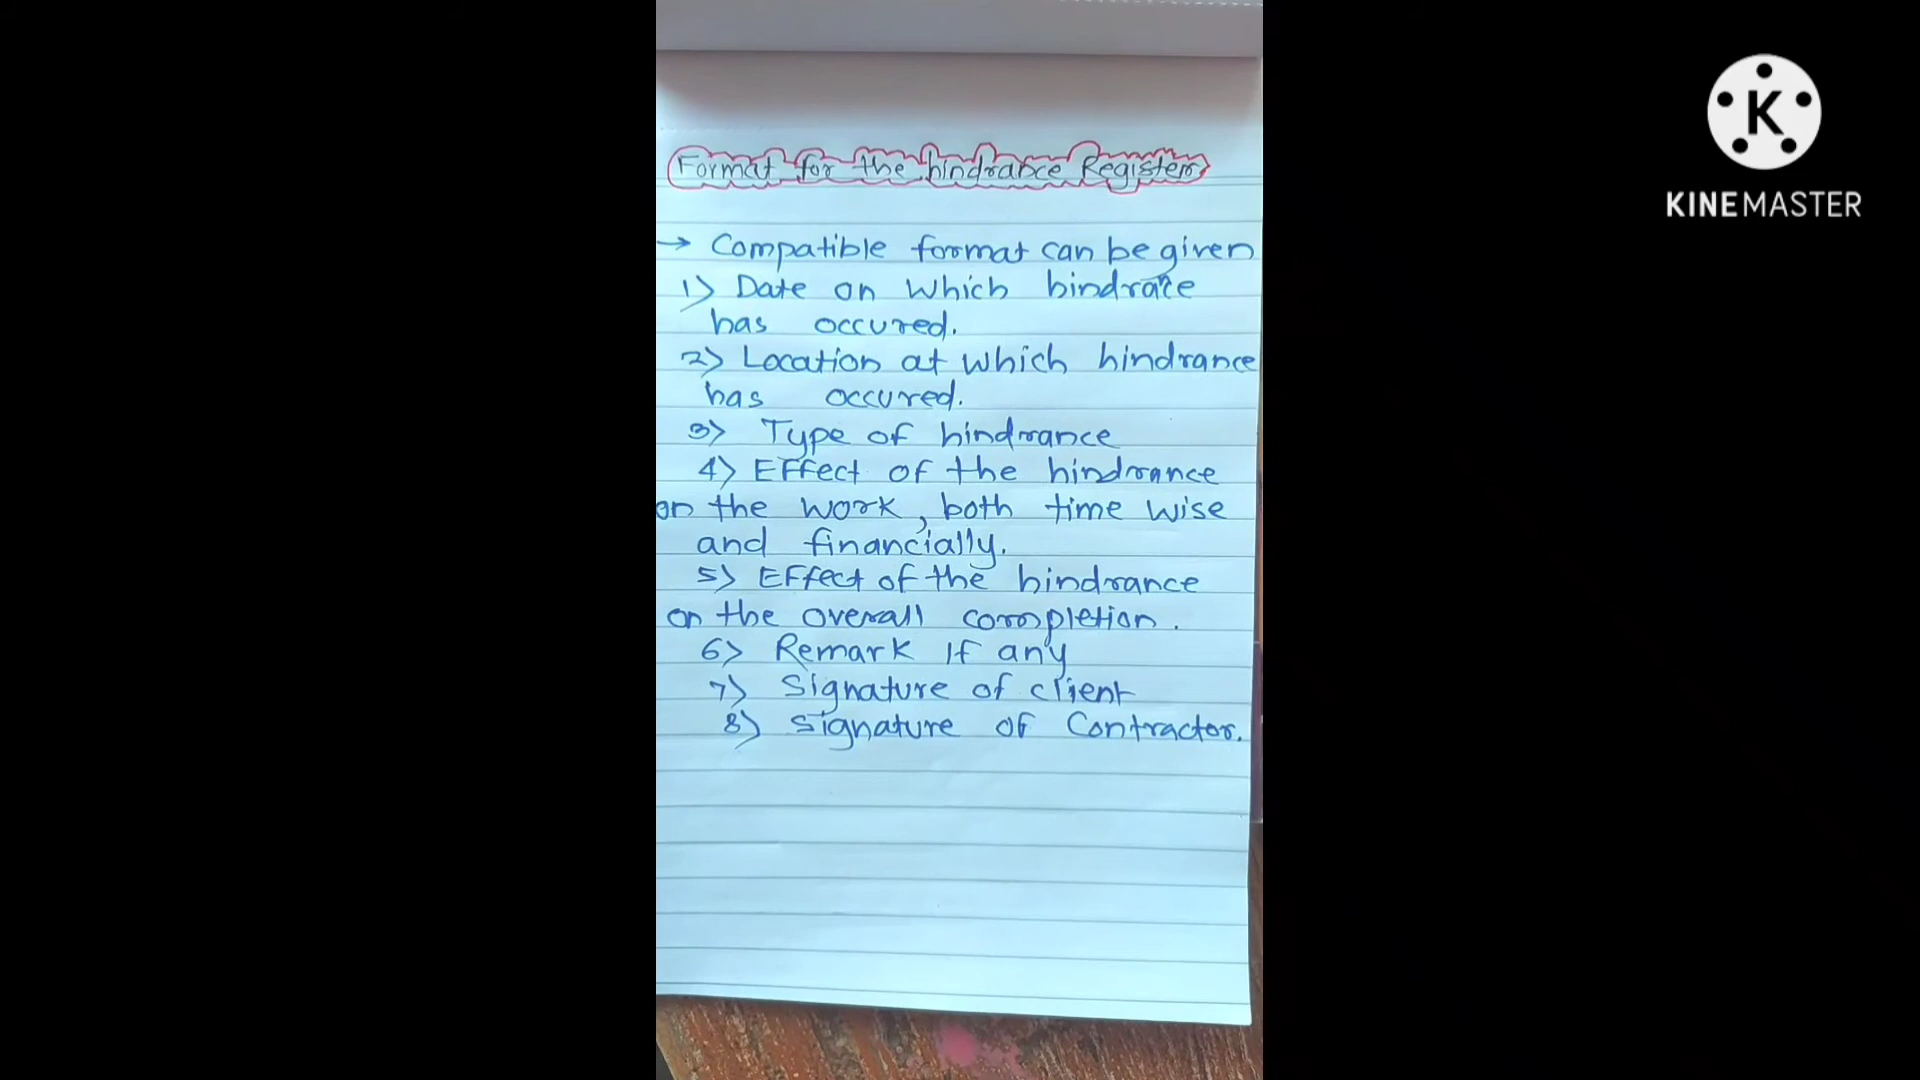 Format for the hindrance Register
→ Compatible format can be given
1) Date on which hindrace
has occured.
2) Location at which hindrance
has occured.
3) Type of hindrance
4) Effect of the hindrance
on the work, both time wise
and financially.
5) Effect of the hindrance
on the overall completion.
6) Remark If any
7) Signature of client
8) Signature of Contractor.
K
KINEMASTER